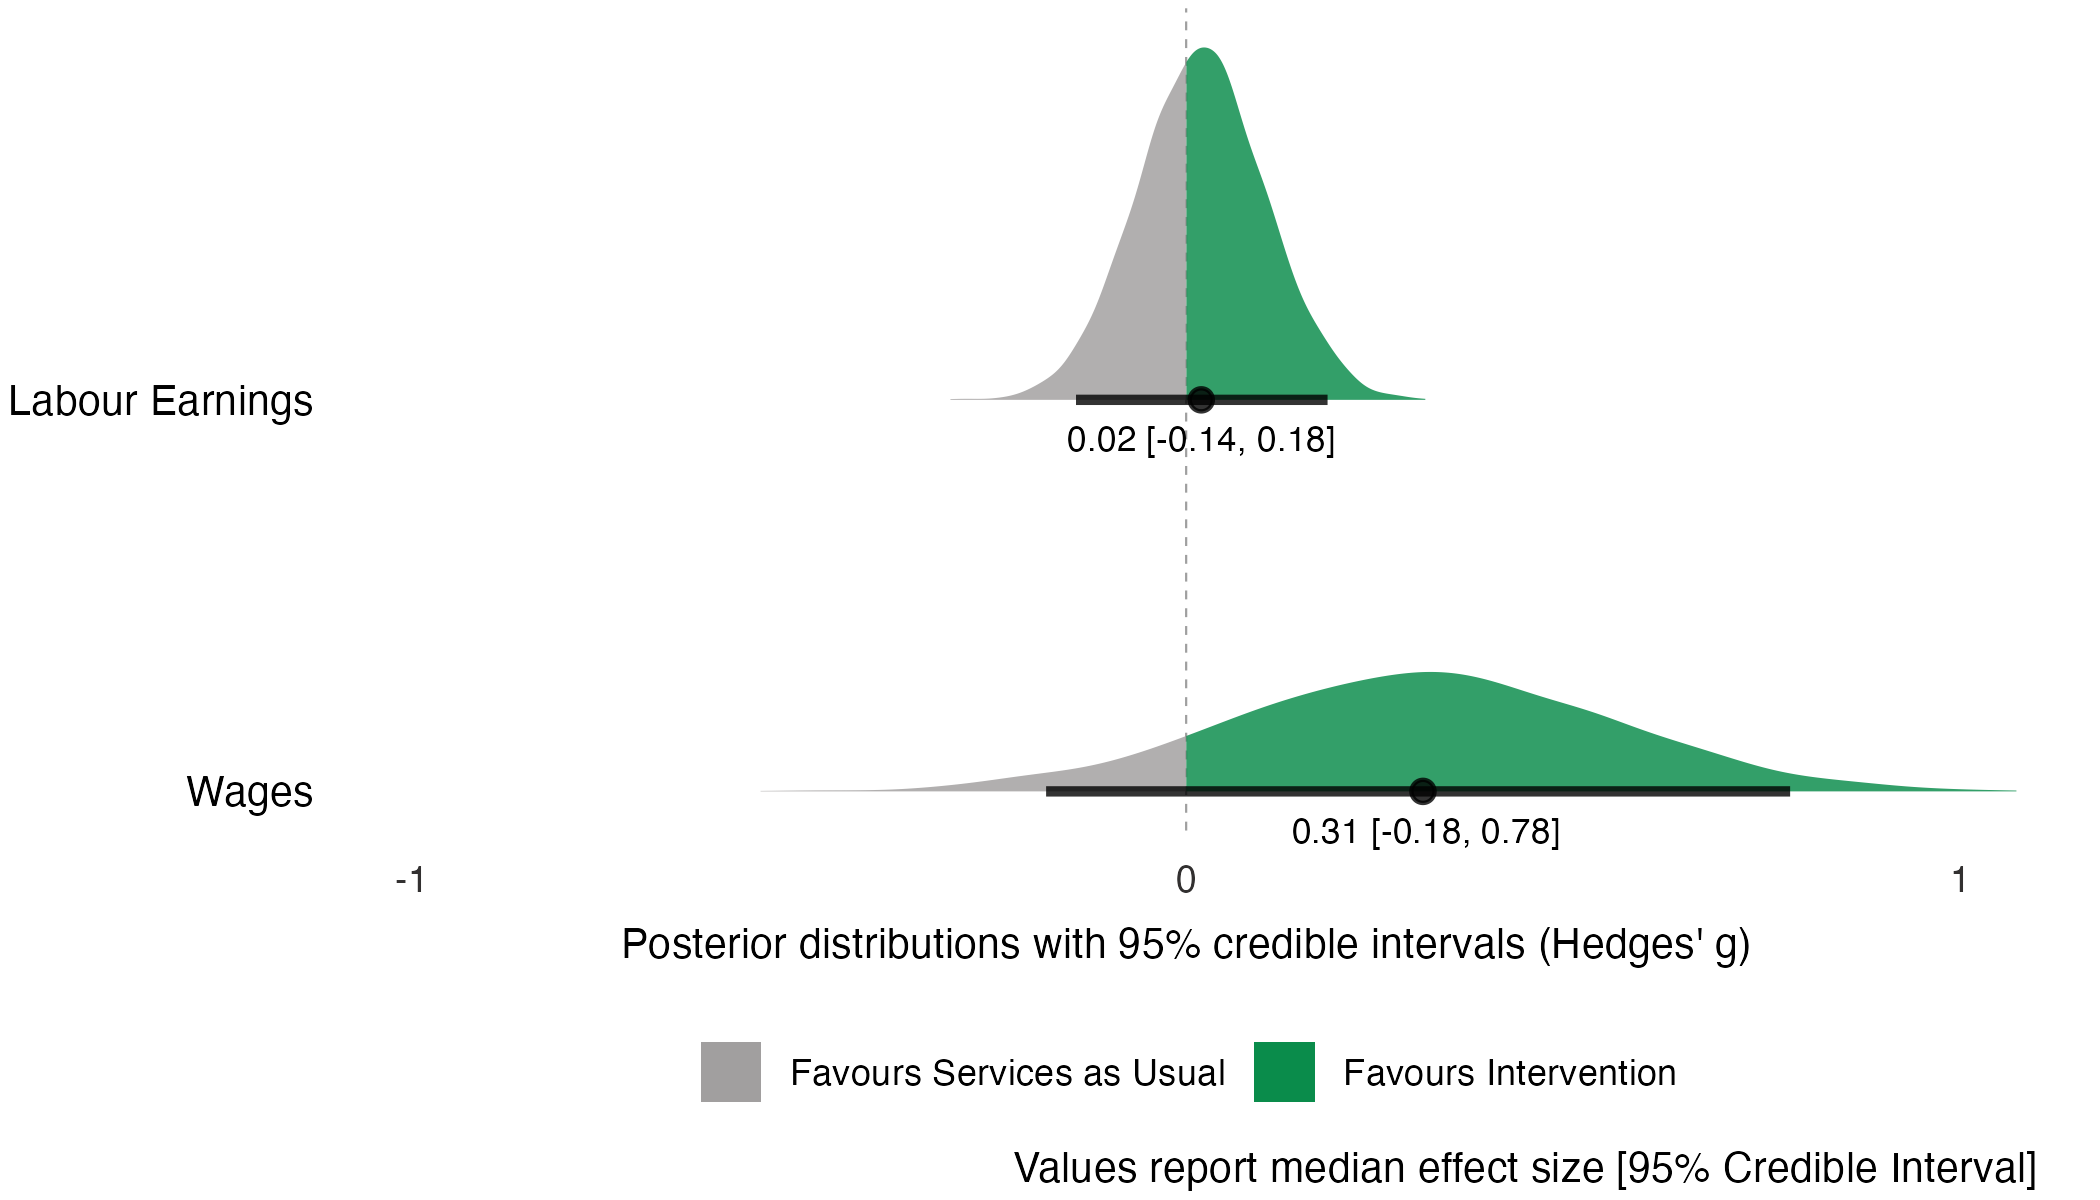 Labour Earnings
0.02 [-0.14, 0.18]
Wages
0.31 [-0.18, 0.78]
-1 0 1
Posterior distributions with 95% credible intervals (Hedges' g)
Favours Services as Usual Favours Intervention
Values report median effect size [95% Credible Interval]